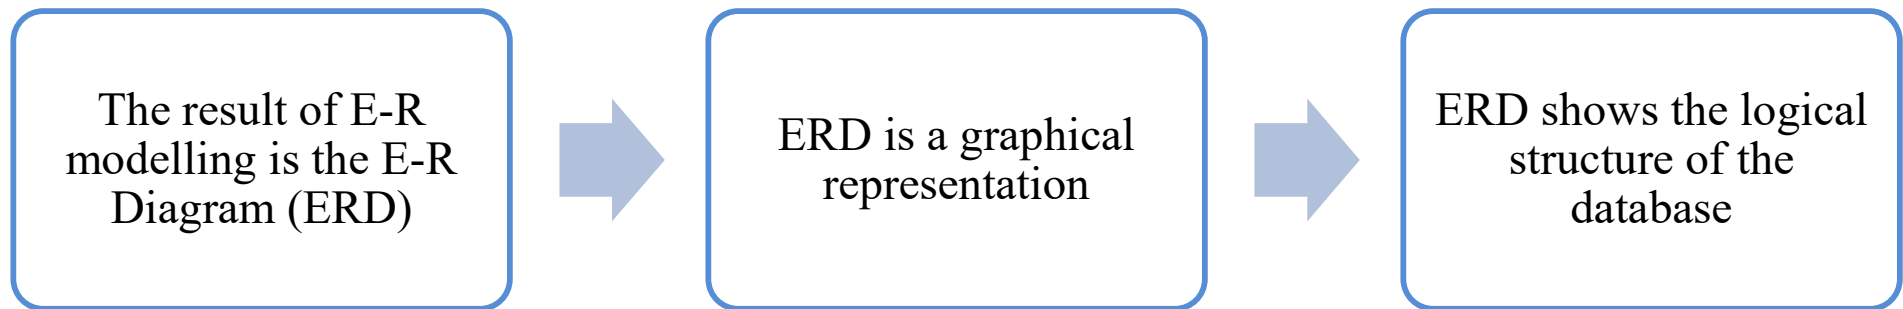 The result of E-R
modelling is the E-R
Diagram (ERD)
ERD is a graphical
representation
ERD shows the logical
structure of the
database